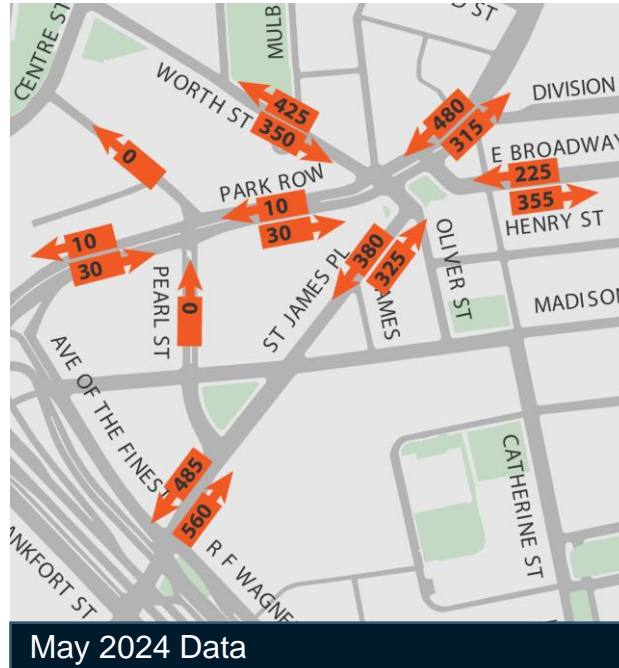 CENTRE ST
MULB
D ST
WORTH ST
425
350
480
315
DIVISION
0
E BROADWAY
225
355
PARK ROW
10
30
HENRY ST
10
30
PEARL ST
0
ST JAMES PL
380
325
JAMES
OLIVER ST
MADISON
AVE OF THE FINEST
485
560
CATHERINE ST
ANKFORT ST
R F WAGNE
May 2024 Data